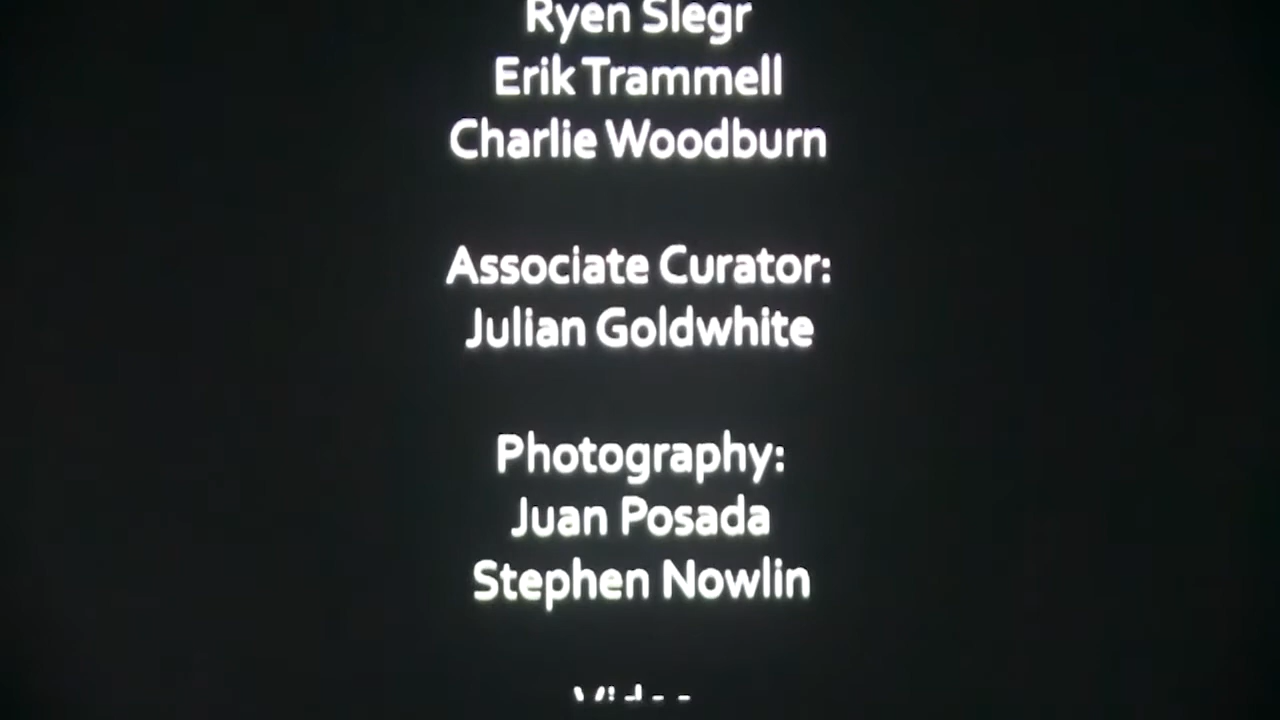 Ryen Slegr
Erik Trammell
Charlie Woodburn
Associate Curator:
Julian Goldwhite
Photography:
Juan Posada
Stephen Nowlin